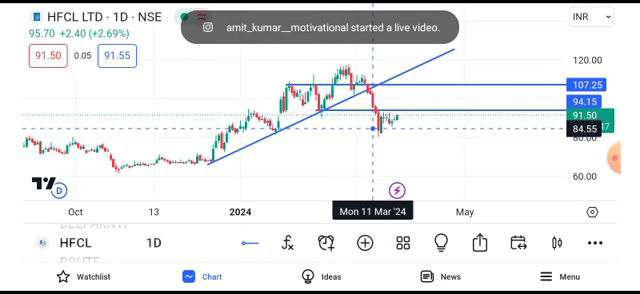 HFCL LTD · 1D · NSE
amit_kumar__motivational started a live video.
INR
95.70 +2.40 (+2.69%)
91.50 0.05 91.55
120.00
107.25
94.15
91.50
84.55
80.00
60.00
D
Oct 13 2024 Mon 11 Mar '24 May
HFCL 1D
Watchlist Chart Ideas News Menu